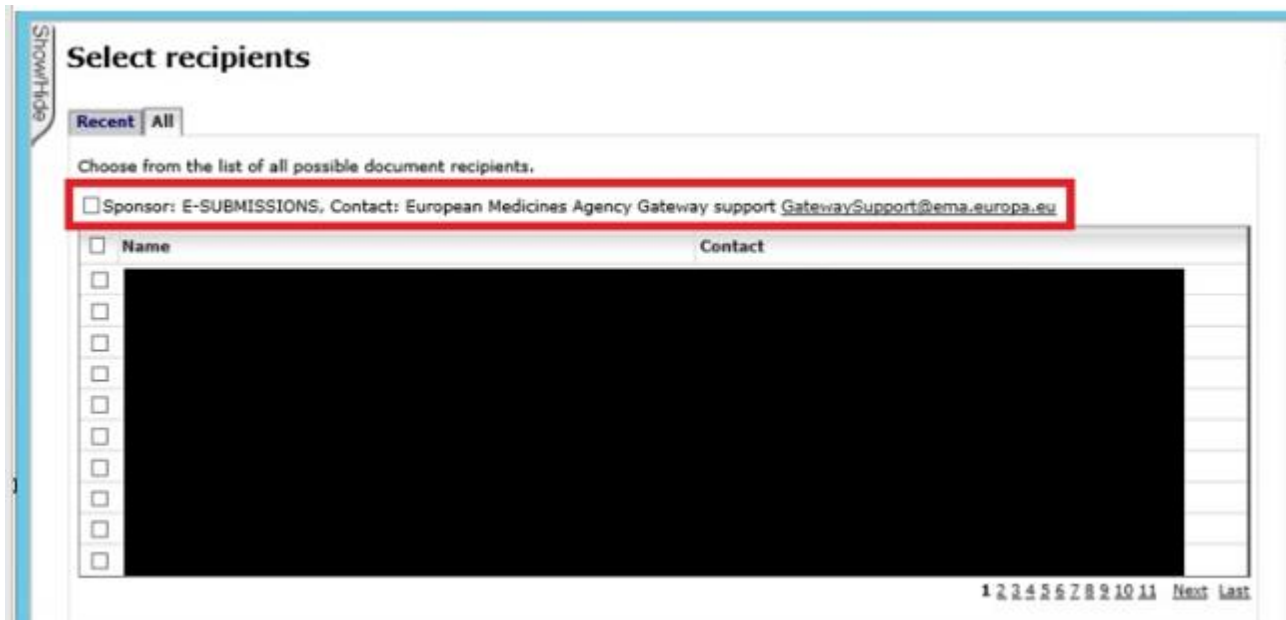 Show/Hide
Select recipients
Recent All
Choose from the list of all possible document recipients.
Sponsor: E-SUBMISSIONS, Contact: European Medicines Agency Gateway support GatewaySupport@ema.europa.eu
Name Contact
1 2 3 4 5 6 7 8 9 10 11 Next Last